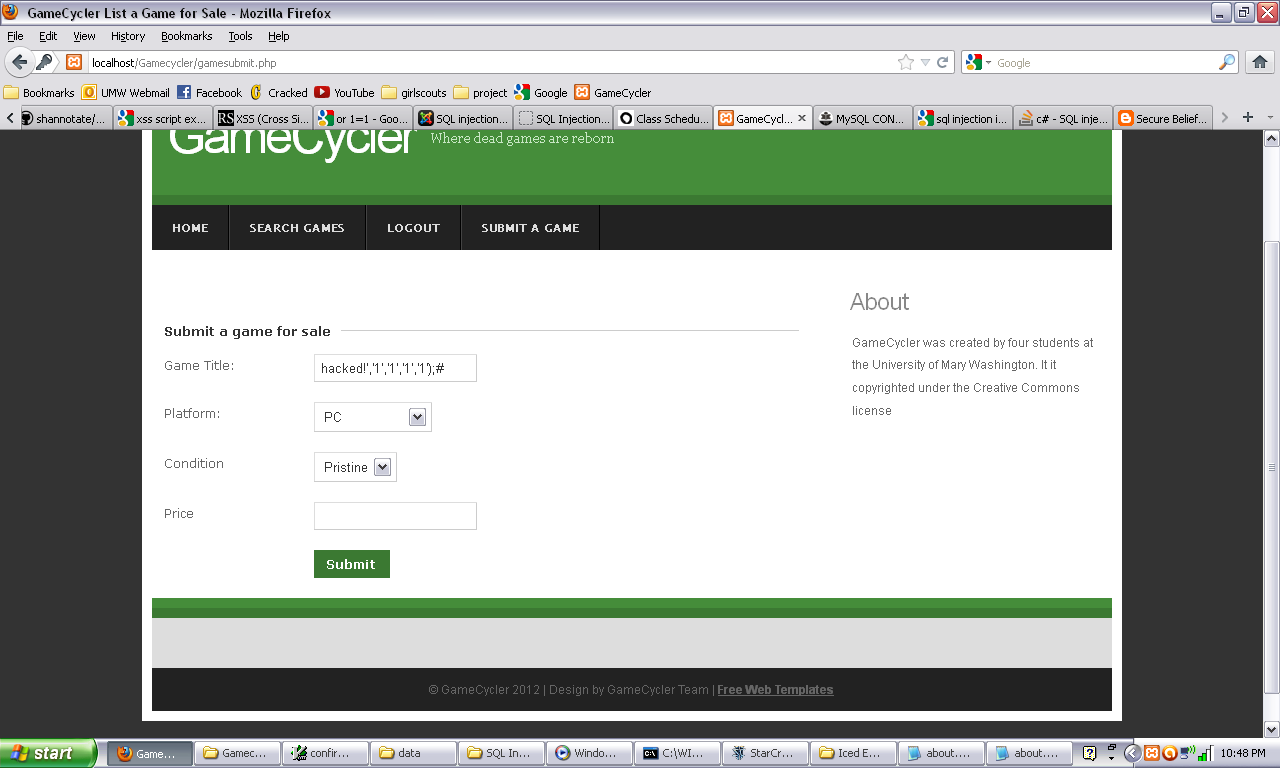 GameCycler List a Game for Sale - Mozilla Firefox
File Edit View History Bookmarks Tools Help
localhost/Gamecycler/gamesubmit.php
Google
Bookmarks UMW Webmail Facebook Cracked YouTube girlscouts project Google GameCycler
shannotate/... xss script ex... RS XSS (Cross Si... or 1=1 - Goo... SQL injection... SQL Injection... Class Schedu... GameCycl... MySQL CON... sql injection i... c# - SQL inje... Secure Belief...
GameCycler Where dead games are reborn
HOME SEARCH GAMES LOGOUT SUBMIT A GAME
Submit a game for sale
Game Title: hacked!','1','1','1','1');#
Platform: PC
Condition Pristine
Price
Submit
About
GameCycler was created by four students at
the University of Mary Washington. It it
copyrighted under the Creative Commons
license
© GameCycler 2012 | Design by GameCycler Team | Free Web Templates
start Game... Gamec... confir... data SQL In... Windo... C:\WI... StarCr... Iced E... about.... about.... 10:48 PM